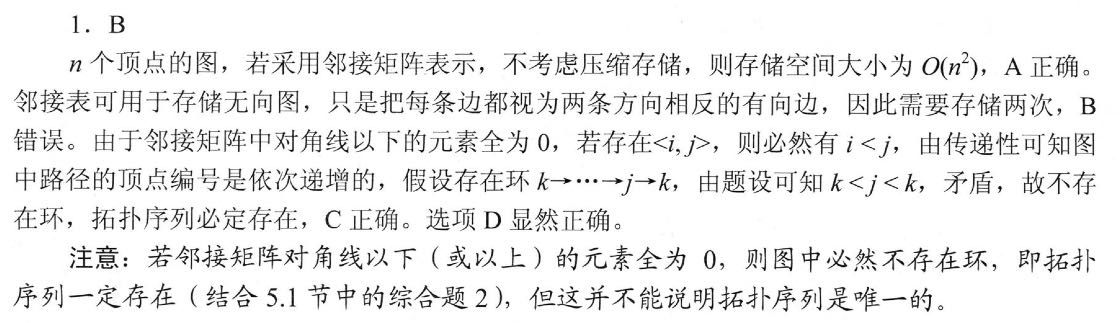 1．B
n 个顶点的图，若采用邻接矩阵表示，不考虑压缩存储，则存储空间大小为 O(n²)，A 正确。
邻接表可用于存储无向图，只是把每条边都视为两条方向相反的有向边，因此需要存储两次，B
错误。由于邻接矩阵中对角线以下的元素全为 0，若存在<i, j>，则必然有 i < j，由传递性可知图
中路径的顶点编号是依次递增的，假设存在环 k→⋯→j→k，由题设可知 k < j < k，矛盾，故不存
在环，拓扑序列必定存在，C 正确。选项 D 显然正确。
注意：若邻接矩阵对角线以下（或以上）的元素全为 0，则图中必然不存在环，即拓扑
序列一定存在（结合 5.1 节中的综合题 2），但这并不能说明拓扑序列是唯一的。